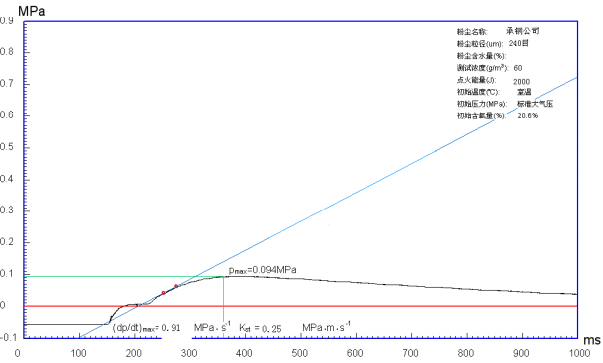 MPa
0.9
0.8
0.7
0.6
0.5
0.4
0.3
0.2
0.1
0
-0.1
粉尘名称: 承钢公司
粉尘粒径(um): 240目
粉尘含水量(%):
测试浓度(g/m³): 60
点火能量(J): 2000
初始温度(℃): 室温
初始压力(MPa): 标准大气压
初始含氧量(%): 20.6%
pmax=0.094MPa
(dp/dt)max= 0.91 MPa·s-1 Kst = 0.25 MPa·m·s-1
0 100 200 300 400 500 600 700 800 900 1000
ms